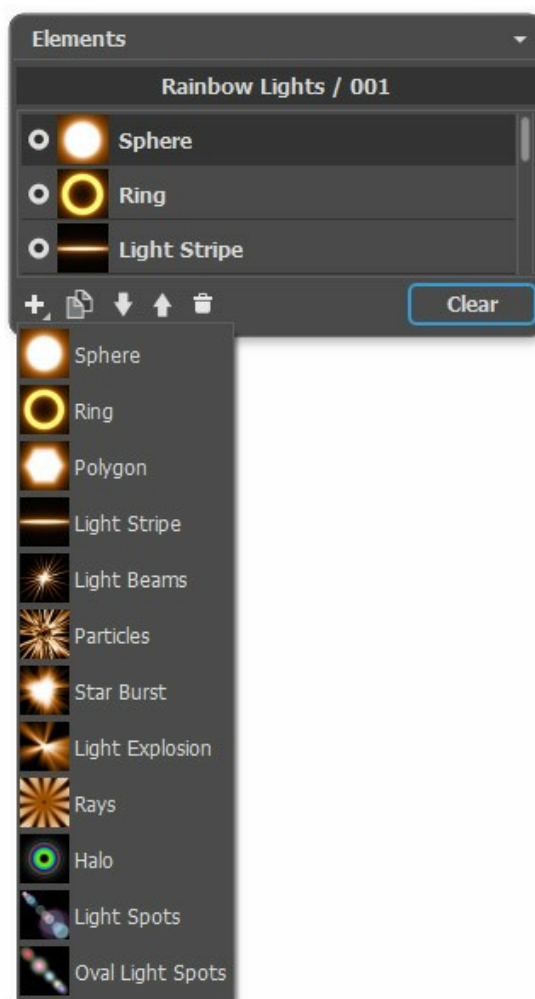 Elements
Rainbow Lights / 001
Sphere
Ring
Light Stripe
Clear
Sphere
Ring
Polygon
Light Stripe
Light Beams
Particles
Star Burst
Light Explosion
Rays
Halo
Light Spots
Oval Light Spots